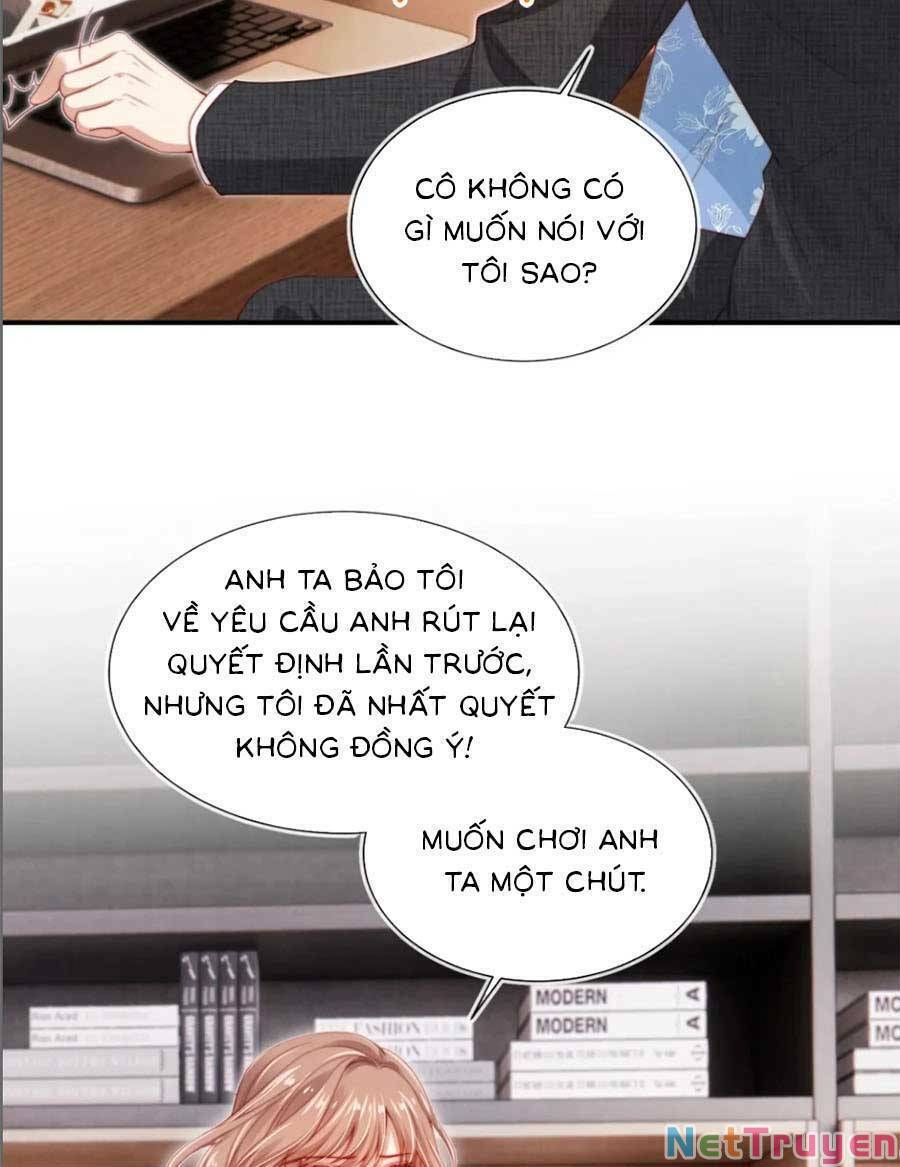 CÔ KHÔNG CÓ
GÌ MUỐN NÓI VỚI
TÔI SAO?
ANH TA BẢO TÔI
VỀ YÊU CẦU ANH RÚT LẠI
QUYẾT ĐỊNH LẦN TRƯỚC,
NHƯNG TÔI ĐÃ NHẤT QUYẾT
KHÔNG ĐỒNG Ý!
MUỐN CHƠI ANH
TA MỘT CHÚT.
MODERN
MODERN
FASHION
NetTruyen